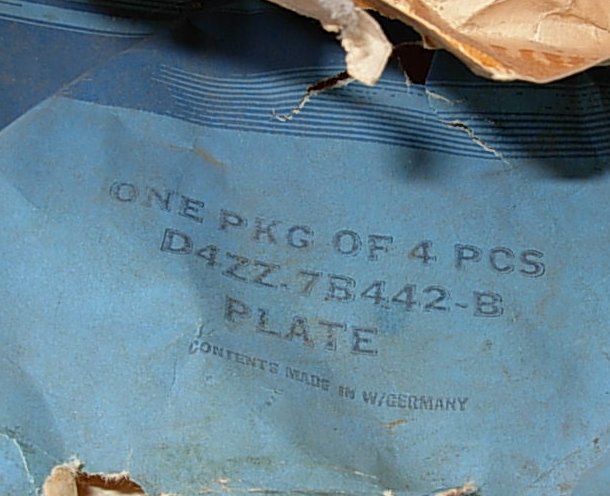 ONE PKG OF 4 PCS
D4ZZ-7B442-B
PLATE
CONTENTS MADE IN W/GERMANY